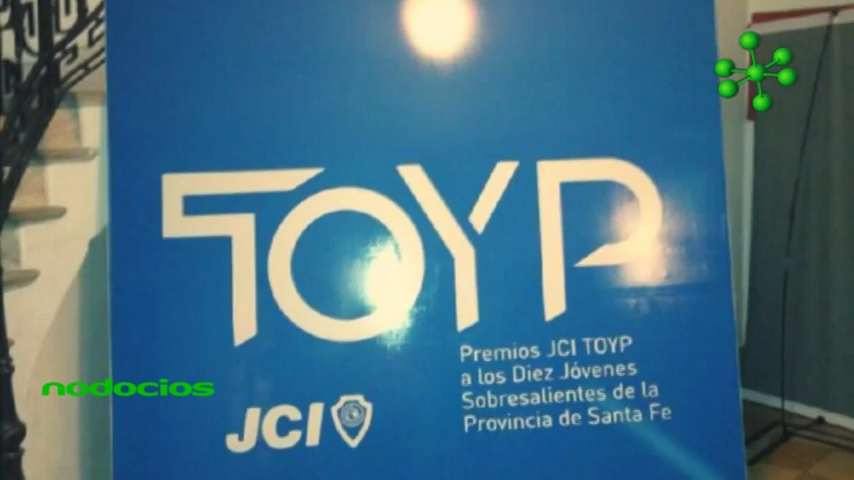 TOYP
Premios JCI TOYP
a los Diez Jóvenes
Sobresalientes de la
Provincia de Santa Fe
nodocios
JCI